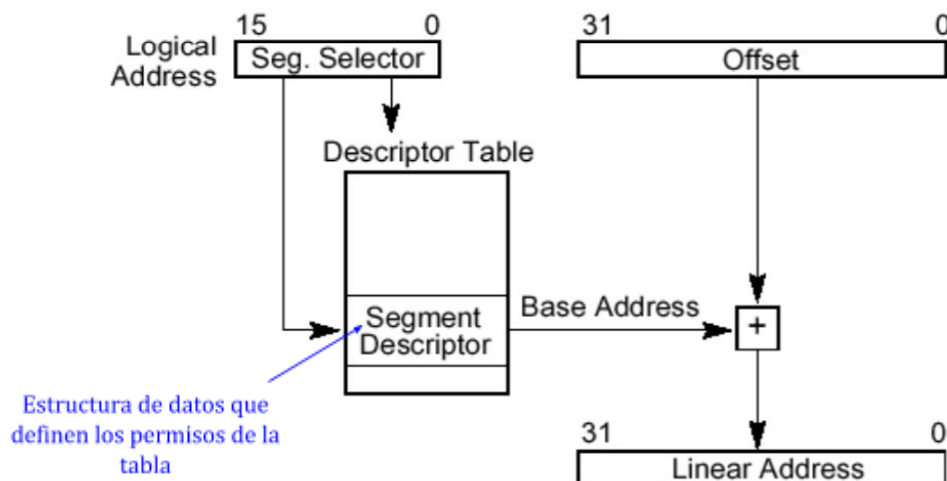 15
0
31
0
Logical
Address
Seg. Selector
Offset
Descriptor Table
Base Address
+
Segment
Descriptor
Estructura de datos que
definen los permisos de la
tabla
31
0
Linear Address